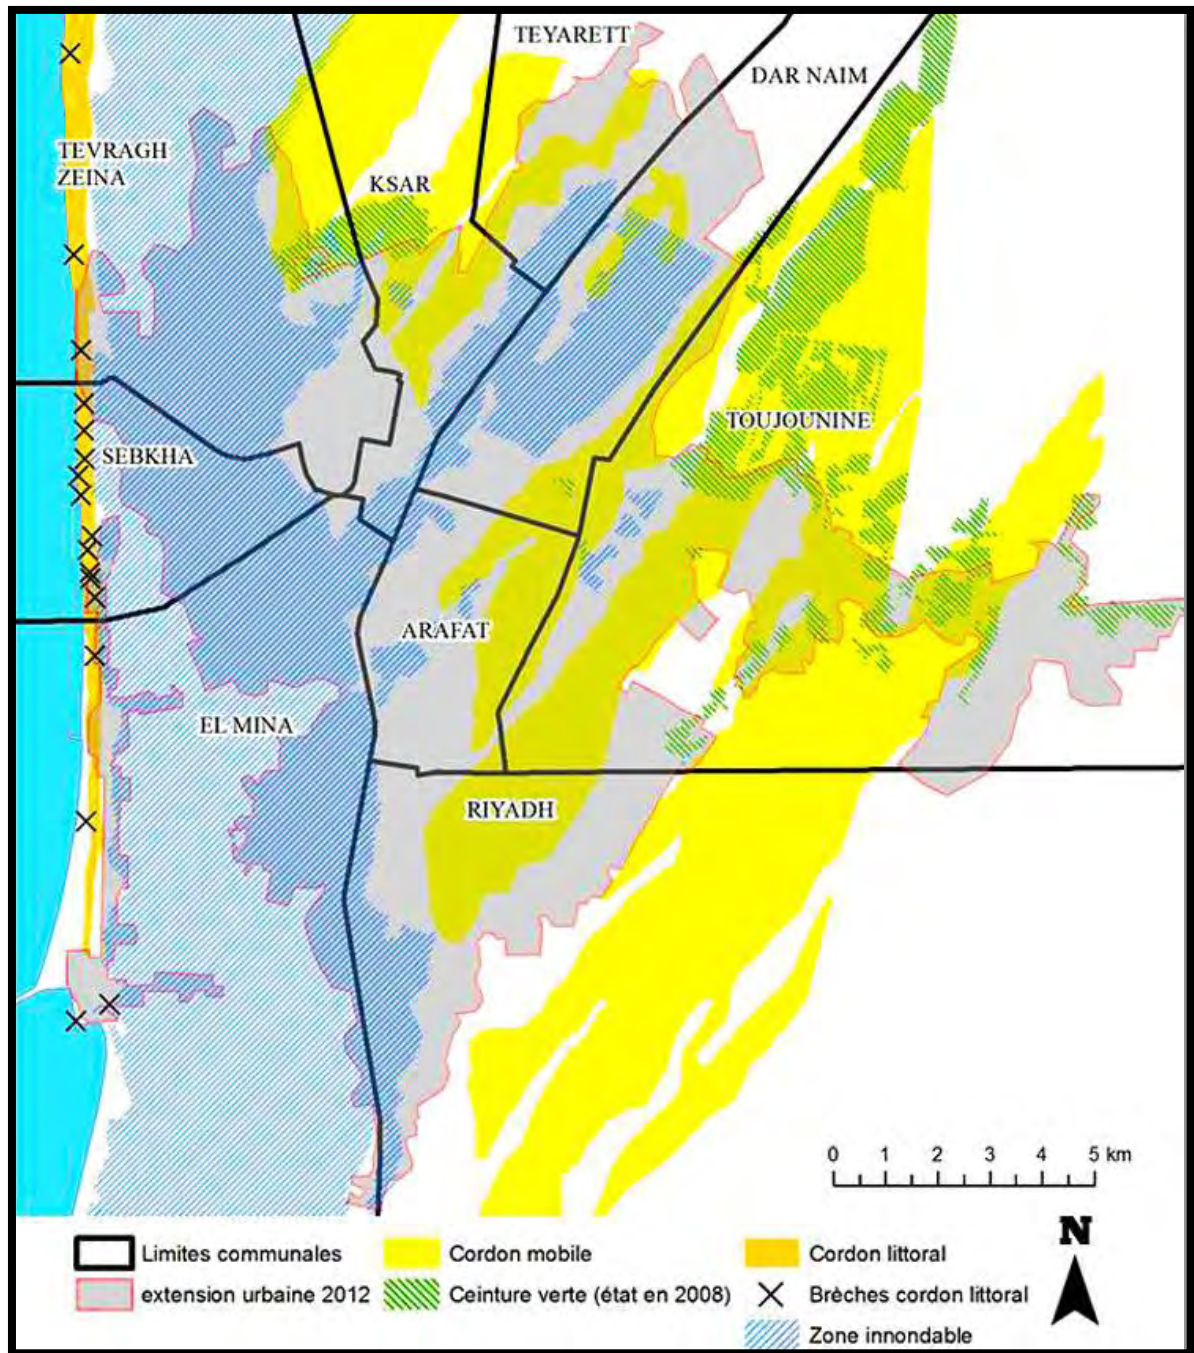 TEYARETT
DAR NAIM
TEVRAGH
ZEINA
KSAR
TOUJOUNINE
SEBKHA
ARAFAT
EL MINA
RIYADH
0 1 2 3 4 5 km
N
Limites communales
Cordon mobile
Cordon littoral
extension urbaine 2012
Ceinture verte (état en 2008)
Brèches cordon littoral
Zone innondable